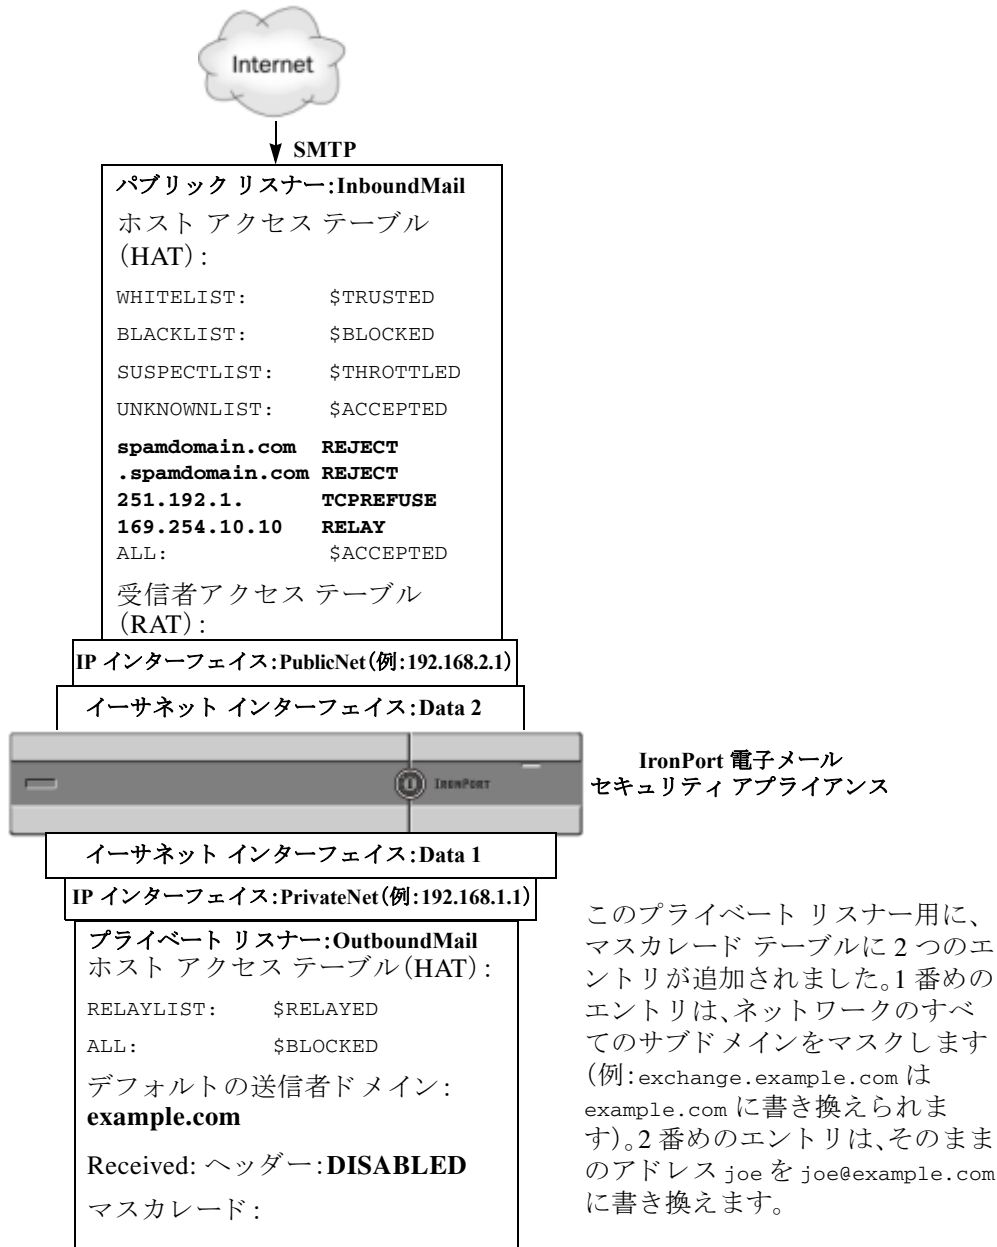 Internet
SMTP
パブリック リスナー:InboundMail
ホスト アクセス テーブル
(HAT):
WHITELIST: $TRUSTED
BLACKLIST: $BLOCKED
SUSPECTLIST: $THROTTLED
UNKNOWNLIST: $ACCEPTED
spamdomain.com REJECT
.spamdomain.com REJECT
251.192.1. TCPREFUSE
169.254.10.10 RELAY
ALL: $ACCEPTED
受信者アクセス テーブル
(RAT):
IP インターフェイス:PublicNet(例:192.168.2.1)
イーサネット インターフェイス:Data 2
IronPort 電子メール
セキュリティ アプライアンス
IRONPORT
イーサネット インターフェイス:Data 1
IP インターフェイス:PrivateNet(例:192.168.1.1)
プライベート リスナー:OutboundMail
ホスト アクセス テーブル(HAT):
RELAYLIST: $RELAYED
ALL: $BLOCKED
デフォルトの送信者ドメイン:
example.com
Received: ヘッダー:DISABLED
マスカレード:
このプライベート リスナー用に、
マスカレード テーブルに 2 つのエ
ントリが追加されました。1 番めの
エントリは、ネットワークのすべ
てのサブドメインをマスクします
(例:exchange.example.com は
example.com に書き換えられま
す)。2 番めのエントリは、そのまま
のアドレス joe を joe@example.com
に書き換えます。